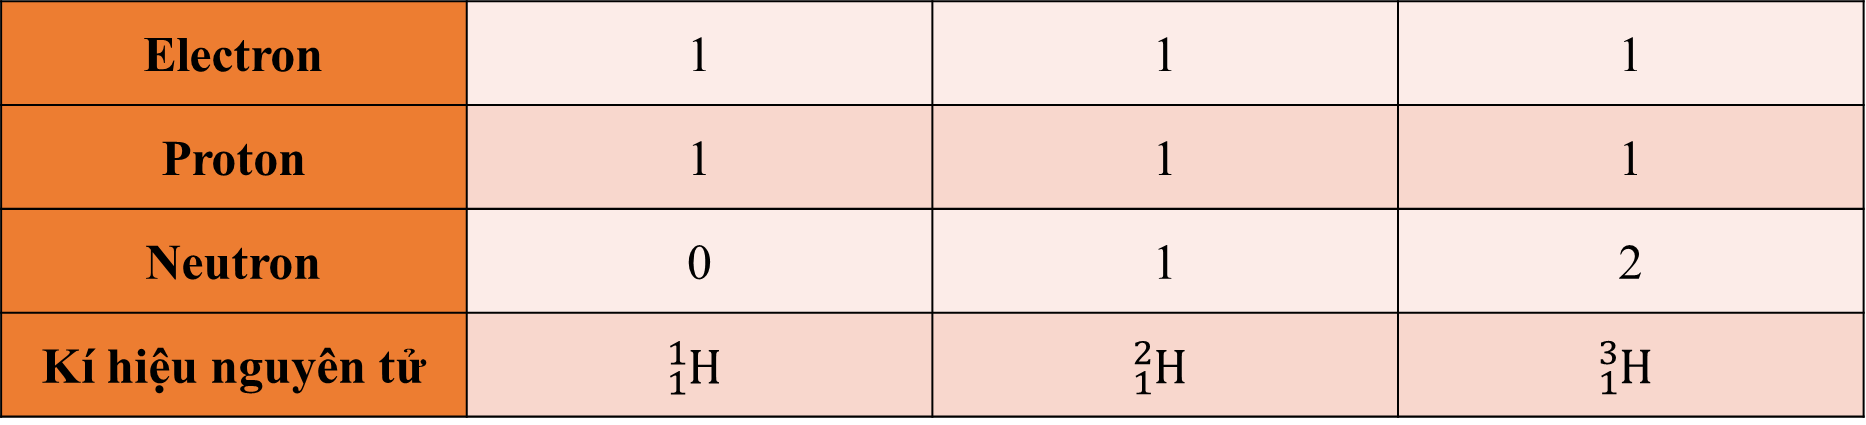 Electron 1 1 1
Proton 1 1 1
Neutron 0 1 2
Kí hiệu nguyên tử ¹₁H ²₁H ³₁H